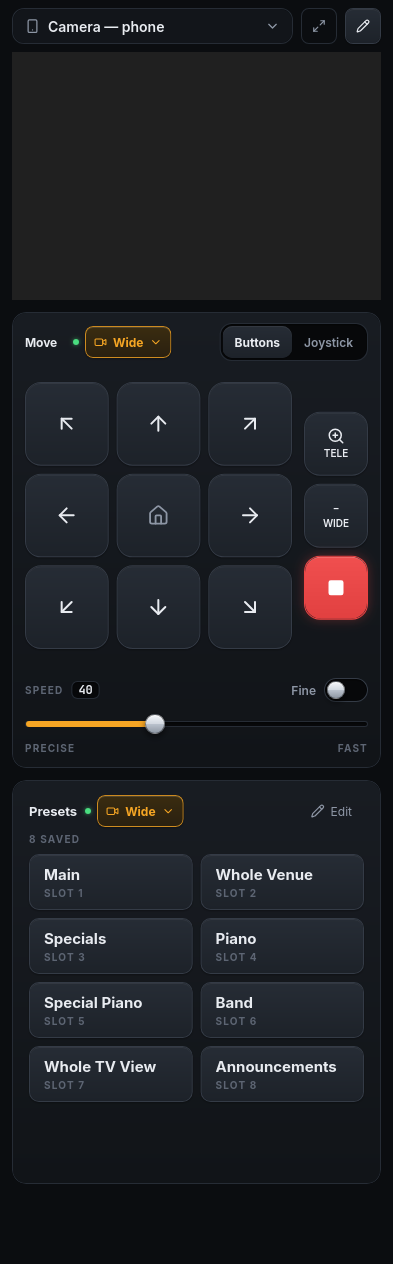 Camera — phone
Move
Wide
Buttons
Joystick
TELE
-
WIDE
SPEED
40
Fine
PRECISE
FAST
Presets
Wide
Edit
8 SAVED
Main
SLOT 1
Whole Venue
SLOT 2
Specials
SLOT 3
Piano
SLOT 4
Special Piano
SLOT 5
Band
SLOT 6
Whole TV View
SLOT 7
Announcements
SLOT 8